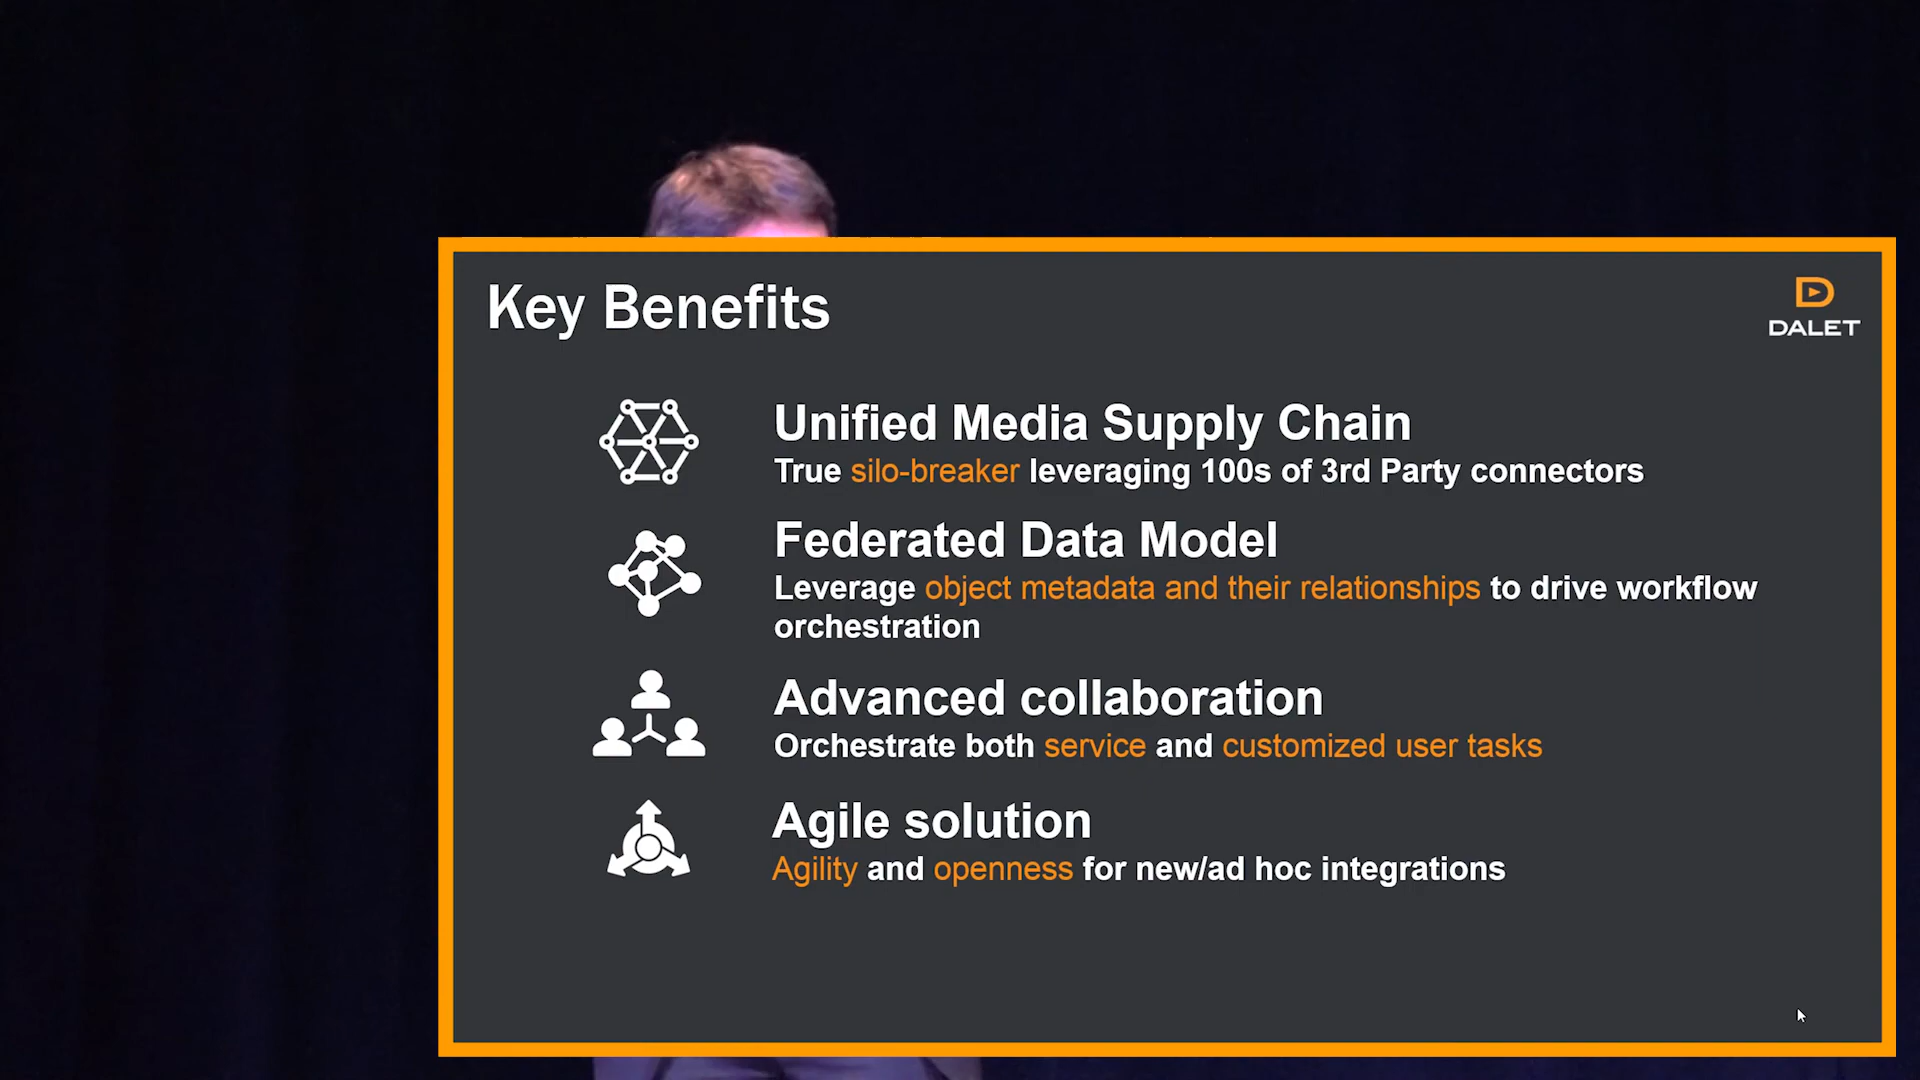 Key Benefits
DALET
Unified Media Supply Chain
True silo-breaker leveraging 100s of 3rd Party connectors
Federated Data Model
Leverage object metadata and their relationships to drive workflow
orchestration
Advanced collaboration
Orchestrate both service and customized user tasks
Agile solution
Agility and openness for new/ad hoc integrations